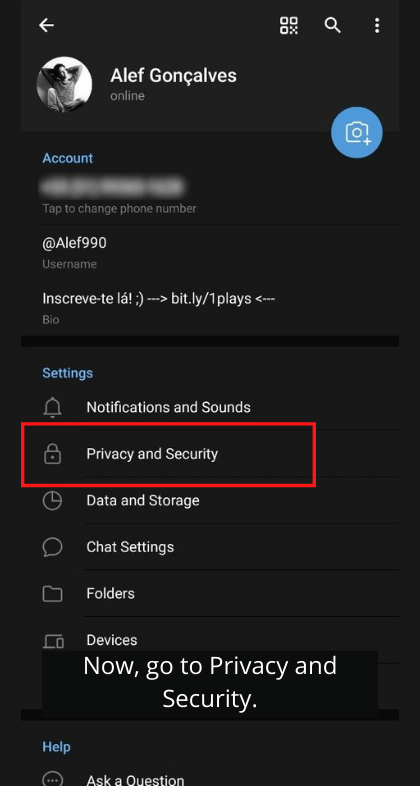 Alef Gonçalves
online
Account
Tap to change phone number
@Alef990
Username
Inscreve-te lá! ;) ---> bit.ly/1plays <---
Bio
Settings
Notifications and Sounds
Privacy and Security
Data and Storage
Chat Settings
Folders
Devices
Now, go to Privacy and
Security.
Help
Ask a Question